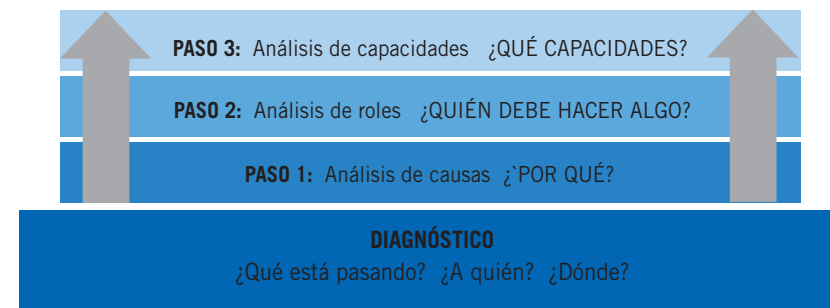 PASO 3: Análisis de capacidades ¿QUÉ CAPACIDADES?
PASO 2: Análisis de roles ¿QUIÉN DEBE HACER ALGO?
PASO 1: Análisis de causas ¿`POR QUÉ?
DIAGNÓSTICO
¿Qué está pasando? ¿A quién? ¿Dónde?